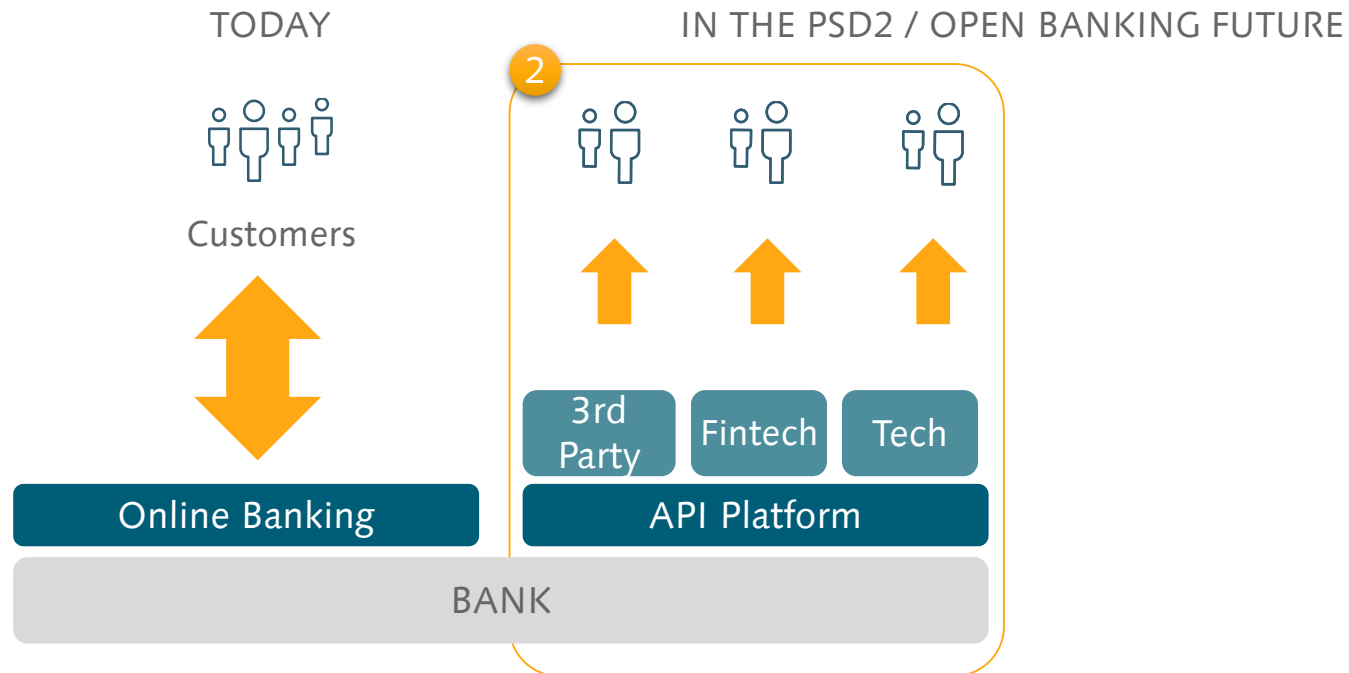 TODAY
IN THE PSD2 / OPEN BANKING FUTURE
2
Customers
3rd
Party
Fintech
Tech
Online Banking
API Platform
BANK